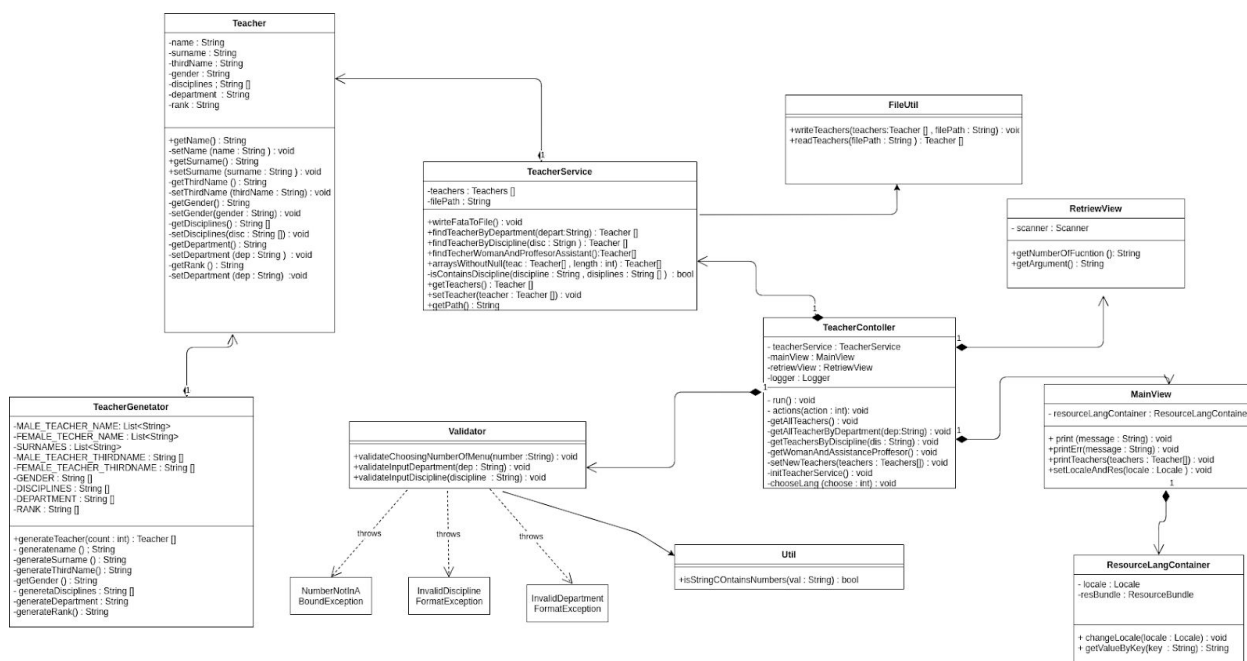 Teacher
-name : String
-surname : String
-thirdName : String
-gender : String
-disciplines ; String []
-department : String
-rank : String
+getName() : String
-setName (name : String ) : void
+getSurname() : String
+setSurname (surname : String ) : void
-getThirdName () : String
-setThirdName (thirdName : String) : void
-getGender() : String
-setGender(gender : String) : void
-getDisciplines() : String []
-setDisciplines(disc : String []) : void
-getDepartment() : String
-setDepartment (dep : String ) : void
-getRank () : String
-setDepartment (dep : String) :void
1
TeacherService
-teachers : Teachers []
-filePath ; String
+wirteFataToFile() : void
+findTeacherByDepartment(depart:String) : Teacher []
+findTeacherByDiscipline(disc : Strign ) : Teacher []
+findTecherWomanAndProffesorAssistant():Teacher[]
+arraysWithoutNull(teac : Teacher[] , length : int) : Teacher[]
-isContainsDiscipline(discipline : String , disiplines : String [] ) : bool
+getTeachers() : Teacher []
+setTeacher(teacher : Teacher []) : void
+getPath() : String
FileUtil
+writeTeachers(teachers:Teacher [] , filePath : String) : voi
+readTeachers(filePath : String ) : Teacher []
RetriewView
- scanner : Scanner
+getNumberOfFucntion (): String
+getArgument() : String
1
TeacherContoller
- teacherService : TeacherService
-mainView : MainView
-retriewView : RetriewView
-logger : Logger
- run() : void
- actions(action : int): void
-getAllTeachers() : void
-getAllTeacherByDepartment(dep:String) : void
-getTeachersByDiscipline(dis : String) : void
-getWomanAndAssistanceProffesor() : void
-setNewTeachers(teachers : Teachers[]) : void
-initTeacherService() : void
-chooseLang (choose : int) : void
1
1
1
MainView
- resourceLangContainer : ResourceLangContaine
+ print (message : String) : void
+printErr(message : String) : void
+printTeachers(teachers : Teacher[]) : void
+setLocaleAndRes(locale : Locale ) : void
1
1
TeacherGenetator
-MALE_TEACHER_NAME: List<String>
-FEMALE_TECHER_NAME : List<String>
-SURNAMES : List<String>
-MALE_TEACHER_THIRDNAME : String []
-FEMALE_TEACHER_THIRDNAME : String []
-GENDER : String []
-DISCIPLINES : String []
-DEPARTMENT : String []
-RANK : String []
+generateTeacher(count : int) : Teacher []
- generatename () ; String
-generateSurname () : String
-generateThirdName() : String
-getGender () : String
- generetaDisciplines : String []
-generateDepartment : String
-generateRank() : String
Validator
+validateChoosingNumberOfMenu(number :String) : void
+validateInputDepartment(dep : String) : void
+validateInputDiscipline(discipline : String) : void
throws
throws
throws
NumberNotInA
BoundException
InvalidDiscipline
FormatException
InvalidDepartment
FormatException
Util
+isStringCOntainsNumbers(val : String) : bool
ResourceLangContainer
- locale : Locale
-resBundle : ResourceBundle
+ changeLocale(locale : Locale) : void
+ getValueByKey(key : String) : String